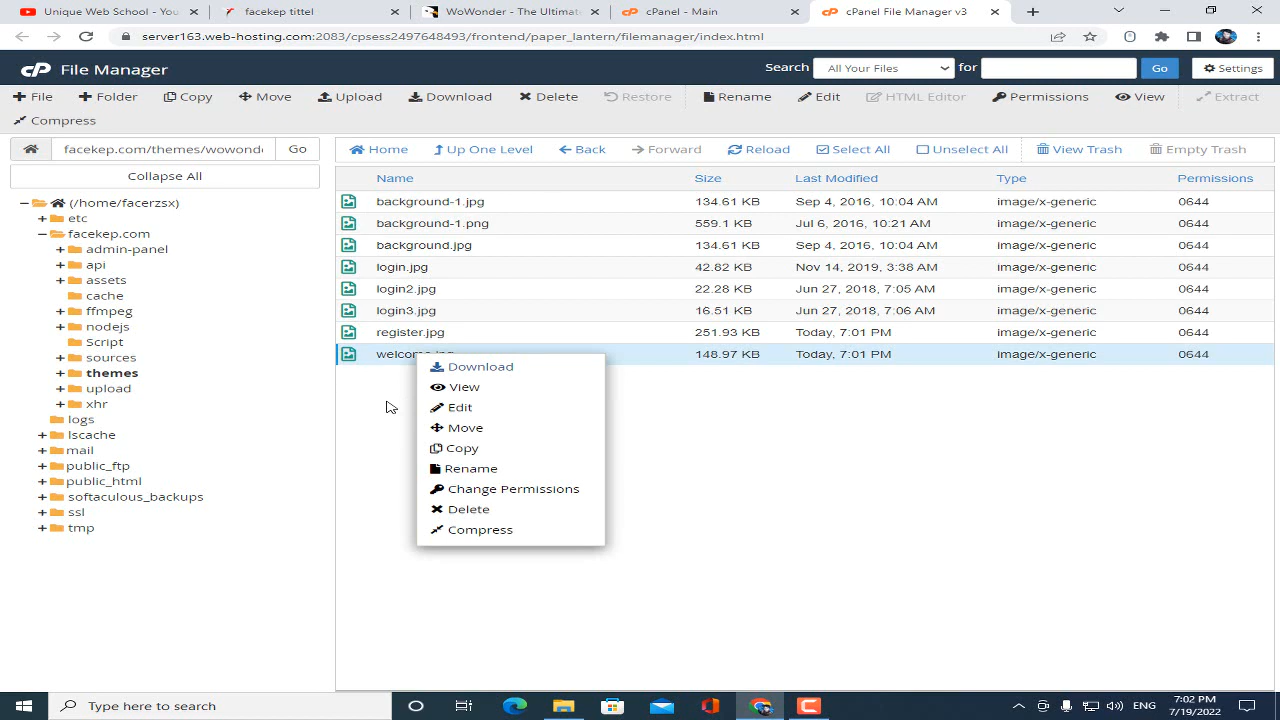 Unique Web School - You
facekep tittel
WoWonder - The Ultimat
cPanel - Main
cPanel File Manager v3
server163.web-hosting.com:2083/cpsess2497648493/frontend/paper_lantern/filemanager/index.html
cP File Manager
Search All Your Files for Go Settings
File Folder Copy Move Upload Download Delete Restore Rename Edit HTML Editor Permissions View Extract
Compress
facekep.com/themes/wowond Go
Collapse All
Home Up One Level Back Forward Reload Select All Unselect All View Trash Empty Trash
(/home/facerzsx)
etc
facekep.com
admin-panel
api
assets
cache
ffmpeg
nodejs
Script
sources
themes
upload
xhr
logs
lscache
mail
public_ftp
public_html
softaculous_backups
ssl
tmp
Name Size Last Modified Type Permissions
background-1.jpg 134.61 KB Sep 4, 2016, 10:04 AM image/x-generic 0644
background-1.png 559.1 KB Jul 6, 2016, 10:21 AM image/x-generic 0644
background.jpg 134.61 KB Sep 4, 2016, 10:04 AM image/x-generic 0644
login.jpg 42.82 KB Nov 14, 2019, 3:38 AM image/x-generic 0644
login2.jpg 22.28 KB Jun 27, 2018, 7:05 AM image/x-generic 0644
login3.jpg 16.51 KB Jun 27, 2018, 7:06 AM image/x-generic 0644
register.jpg 251.93 KB Today, 7:01 PM image/x-generic 0644
welcome.jpg 148.97 KB Today, 7:01 PM image/x-generic 0644
Download
View
Edit
Move
Copy
Rename
Change Permissions
Delete
Compress
Type here to search
7:02 PM
7/19/2022